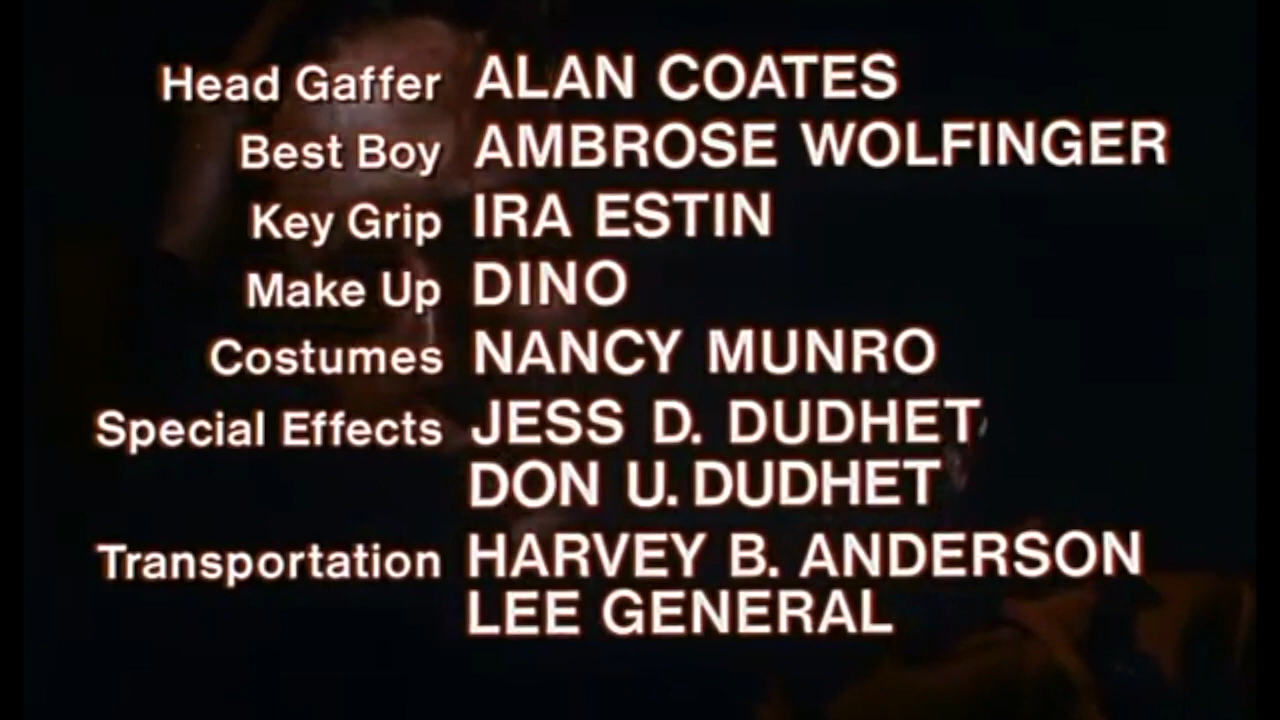 Head Gaffer ALAN COATES
Best Boy AMBROSE WOLFINGER
Key Grip IRA ESTIN
Make Up DINO
Costumes NANCY MUNRO
Special Effects JESS D. DUDHET
DON U. DUDHET
Transportation HARVEY B. ANDERSON
LEE GENERAL